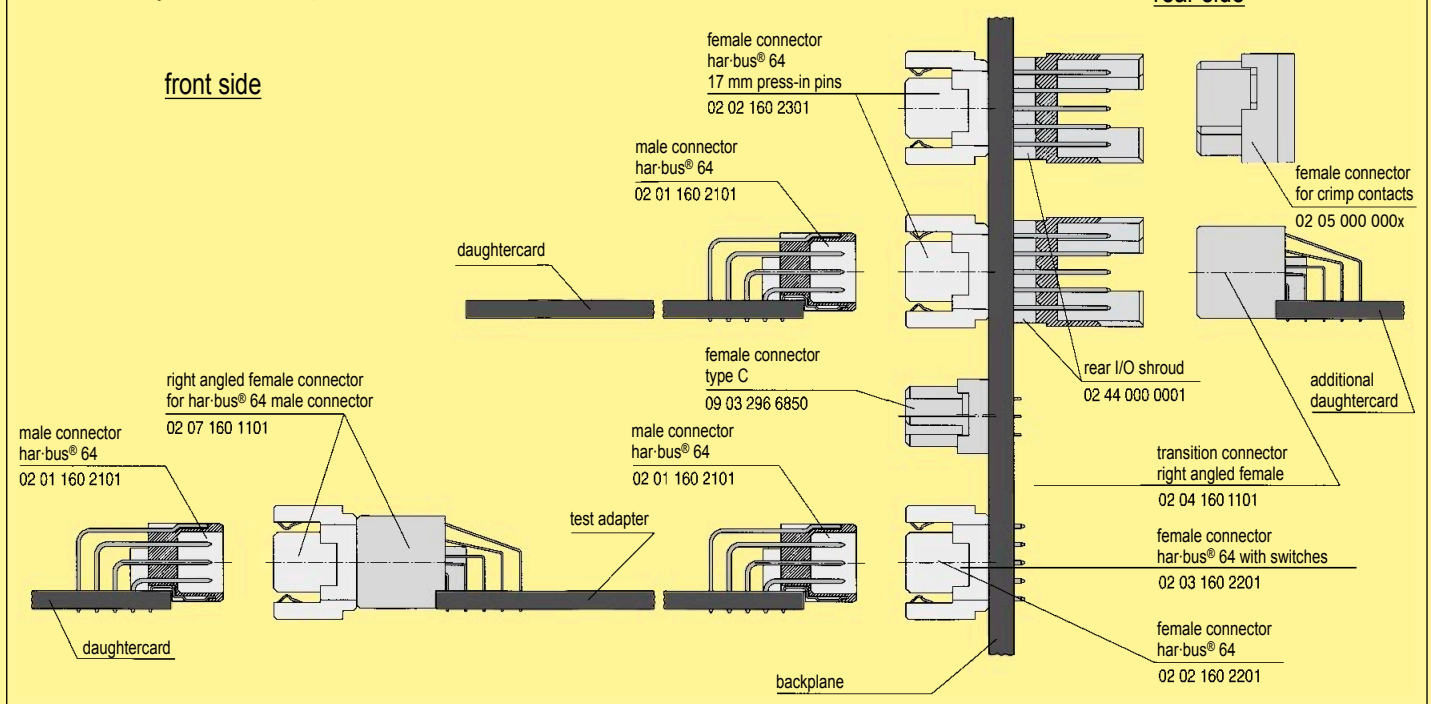 rear side
front side
female connector
har·bus® 64
17 mm press-in pins
02 02 160 2301
male connector
har·bus® 64
02 01 160 2101
female connector
for crimp contacts
02 05 000 000x
daughtercard
female connector
type C
09 03 296 6850
rear I/O shroud
02 44 000 0001
additional
daughtercard
right angled female connector
for har·bus® 64 male connector
02 07 160 1101
male connector
har·bus® 64
02 01 160 2101
male connector
har·bus® 64
02 01 160 2101
transition connector
right angled female
02 04 160 1101
test adapter
female connector
har·bus® 64 with switches
02 03 160 2201
daughtercard
female connector
har·bus® 64
02 02 160 2201
backplane